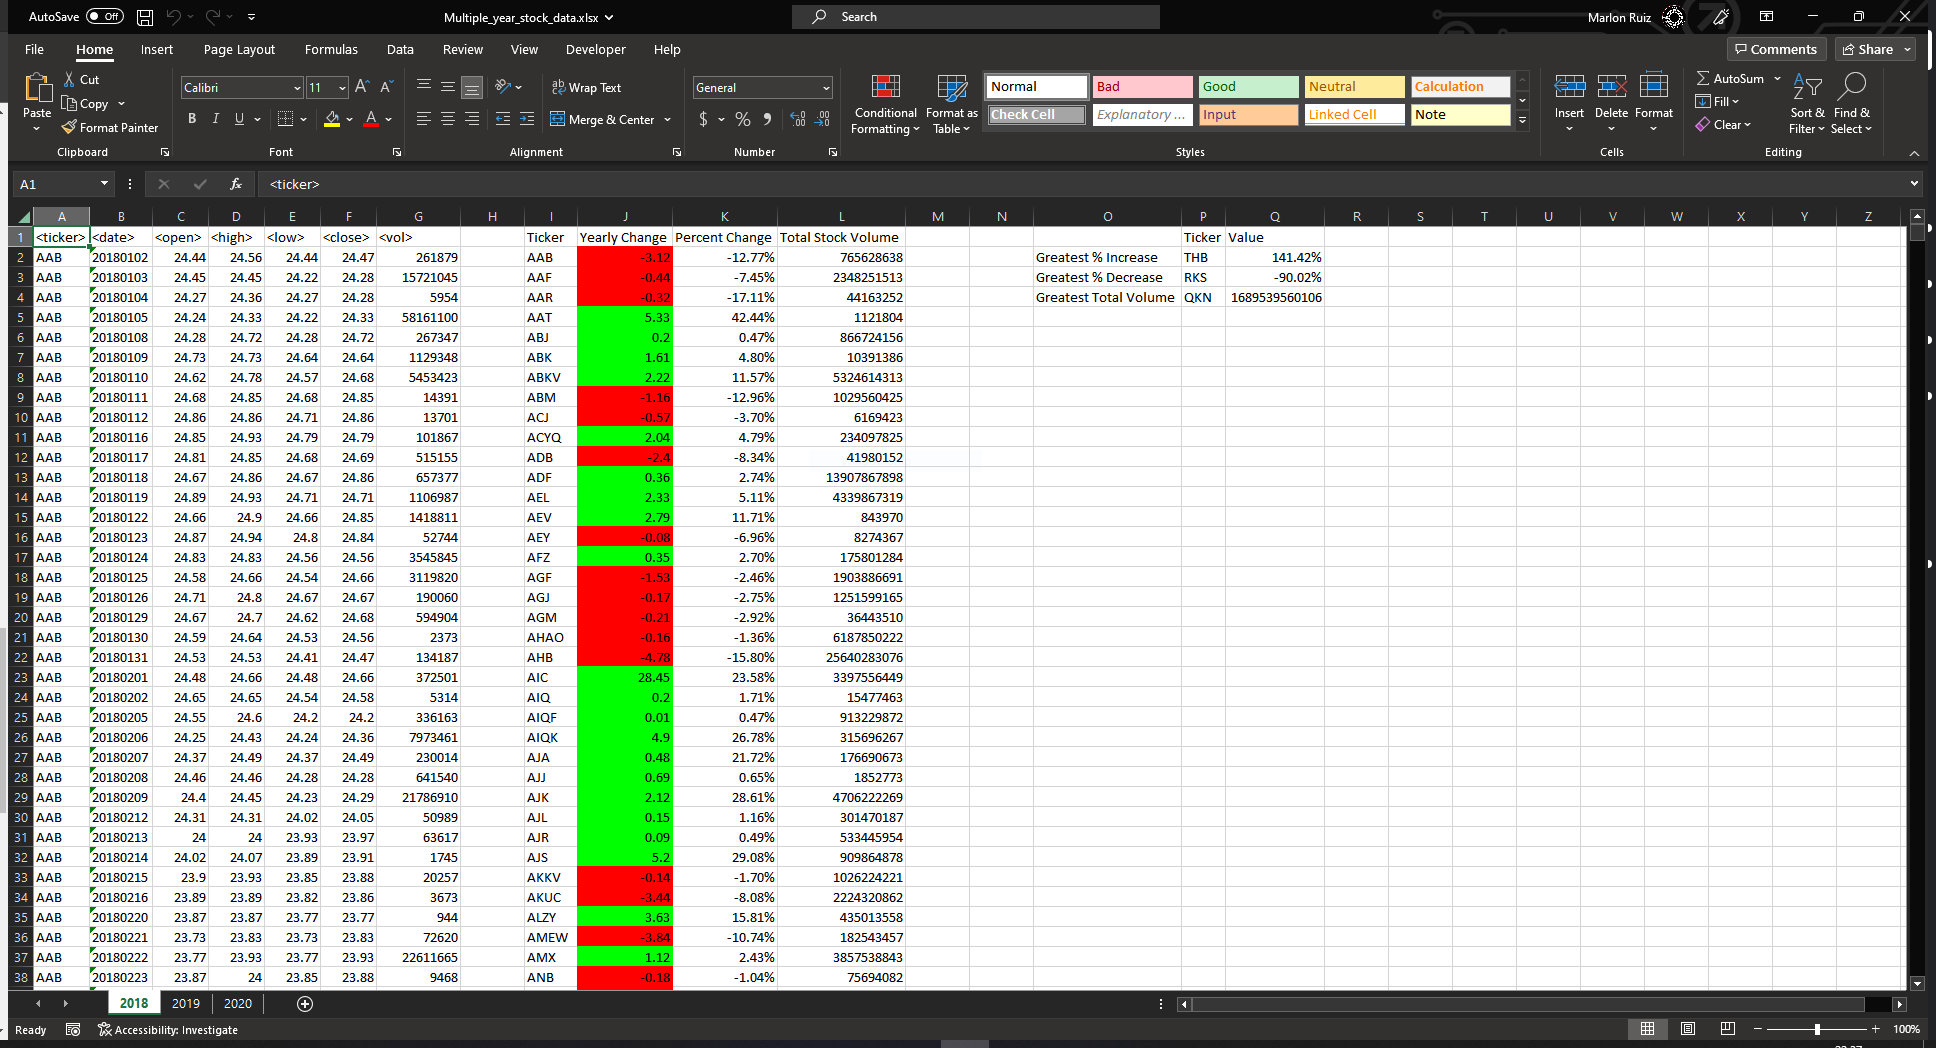 AutoSave Off Multiple_year_stock_data.xlsx Search Marlon Ruiz
File Home Insert Page Layout Formulas Data Review View Developer Help Comments Share
Paste Cut Copy Format Painter Clipboard
Calibri 11 A A B I U A Font
ab Wrap Text Merge & Center Alignment
General $ % Number
Conditional Formatting Format as Table
Normal Bad Good Neutral Calculation
Check Cell Explanatory ... Input Linked Cell Note
Styles
Insert Delete Format Cells
AutoSum Fill Clear Sort & Filter Find & Select Editing
A1 fx <ticker>
A B C D E F G H I J K L M N O P Q R S T U V W X Y Z
1 <ticker> <date> <open> <high> <low> <close> <vol> Ticker Yearly Change Percent Change Total Stock Volume Ticker Value
2 AAB 20180102 24.44 24.56 24.44 24.47 261879 AAB -3.12 -12.77% 765628638 Greatest % Increase THB 141.42%
3 AAB 20180103 24.45 24.45 24.22 24.28 15721045 AAF -0.44 -7.45% 2348251513 Greatest % Decrease RKS -90.02%
4 AAB 20180104 24.27 24.36 24.27 24.28 5954 AAR -0.32 -17.11% 44163252 Greatest Total Volume QKN 1689539560106
5 AAB 20180105 24.24 24.33 24.22 24.33 58161100 AAT 5.33 42.44% 1121804
6 AAB 20180108 24.28 24.72 24.28 24.72 267347 ABJ 0.2 0.47% 866724156
7 AAB 20180109 24.73 24.73 24.64 24.64 1129348 ABK 1.61 4.80% 10391386
8 AAB 20180110 24.62 24.78 24.57 24.68 5453423 ABKV 2.22 11.57% 5324614313
9 AAB 20180111 24.68 24.85 24.68 24.85 14391 ABM -1.16 -12.96% 1029560425
10 AAB 20180112 24.86 24.86 24.71 24.86 13701 ACJ -0.57 -3.70% 6169423
11 AAB 20180116 24.85 24.93 24.79 24.79 101867 ACYQ 2.04 4.79% 234097825
12 AAB 20180117 24.81 24.85 24.68 24.69 515155 ADB -2.4 -8.34% 41980152
13 AAB 20180118 24.67 24.86 24.67 24.86 657377 ADF 0.36 2.74% 13907867898
14 AAB 20180119 24.89 24.93 24.71 24.71 1106987 AEL 2.33 5.11% 4339867319
15 AAB 20180122 24.66 24.9 24.66 24.85 1418811 AEV 2.79 11.71% 843970
16 AAB 20180123 24.87 24.94 24.8 24.84 52744 AEY -0.08 -6.96% 8274367
17 AAB 20180124 24.83 24.83 24.56 24.56 3545845 AFZ 0.35 2.70% 175801284
18 AAB 20180125 24.58 24.66 24.54 24.66 3119820 AGF -1.53 -2.46% 1903886691
19 AAB 20180126 24.71 24.8 24.67 24.67 190060 AGJ -0.17 -2.75% 1251599165
20 AAB 20180129 24.67 24.7 24.62 24.68 594904 AGM -0.21 -2.92% 36443510
21 AAB 20180130 24.59 24.64 24.53 24.56 2373 AHAO -0.16 -1.36% 6187850222
22 AAB 20180131 24.53 24.53 24.41 24.47 134187 AHB -4.78 -15.80% 25640283076
23 AAB 20180201 24.48 24.66 24.48 24.66 372501 AIC 28.45 23.58% 3397556449
24 AAB 20180202 24.65 24.65 24.54 24.58 5314 AIQ 0.2 1.71% 15477463
25 AAB 20180205 24.55 24.6 24.2 24.2 336163 AIQF 0.01 0.47% 913229872
26 AAB 20180206 24.25 24.43 24.24 24.36 7973461 AIQK 4.9 26.78% 315696267
27 AAB 20180207 24.37 24.49 24.37 24.49 230014 AJA 0.48 21.72% 176690673
28 AAB 20180208 24.46 24.46 24.28 24.28 641540 AJJ 0.69 0.65% 1852773
29 AAB 20180209 24.4 24.45 24.23 24.29 21786910 AJK 2.12 28.61% 4706222269
30 AAB 20180212 24.31 24.31 24.02 24.05 50989 AJL 0.15 1.16% 301470187
31 AAB 20180213 24 24 23.93 23.97 63617 AJR 0.09 0.49% 533445954
32 AAB 20180214 24.02 24.07 23.89 23.91 1745 AJS 5.2 29.08% 909864878
33 AAB 20180215 23.9 23.93 23.85 23.88 20257 AKKV -0.14 -1.70% 1026224221
34 AAB 20180216 23.89 23.89 23.82 23.86 3673 AKUC -3.44 -8.08% 2224320862
35 AAB 20180220 23.87 23.87 23.77 23.77 944 ALZY 3.63 15.81% 435013558
36 AAB 20180221 23.73 23.83 23.73 23.83 72620 AMEW -3.84 -10.74% 182543457
37 AAB 20180222 23.77 23.93 23.77 23.93 22611665 AMX 1.12 2.43% 3857538843
38 AAB 20180223 23.87 24 23.85 23.88 9468 ANB -0.18 -1.04% 75694082
2018 2019 2020
Ready Accessibility: Investigate 100%